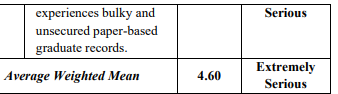 experiences bulky and Serious
unsecured paper-based
graduate records.
Average Weighted Mean 4.60 Extremely
Serious